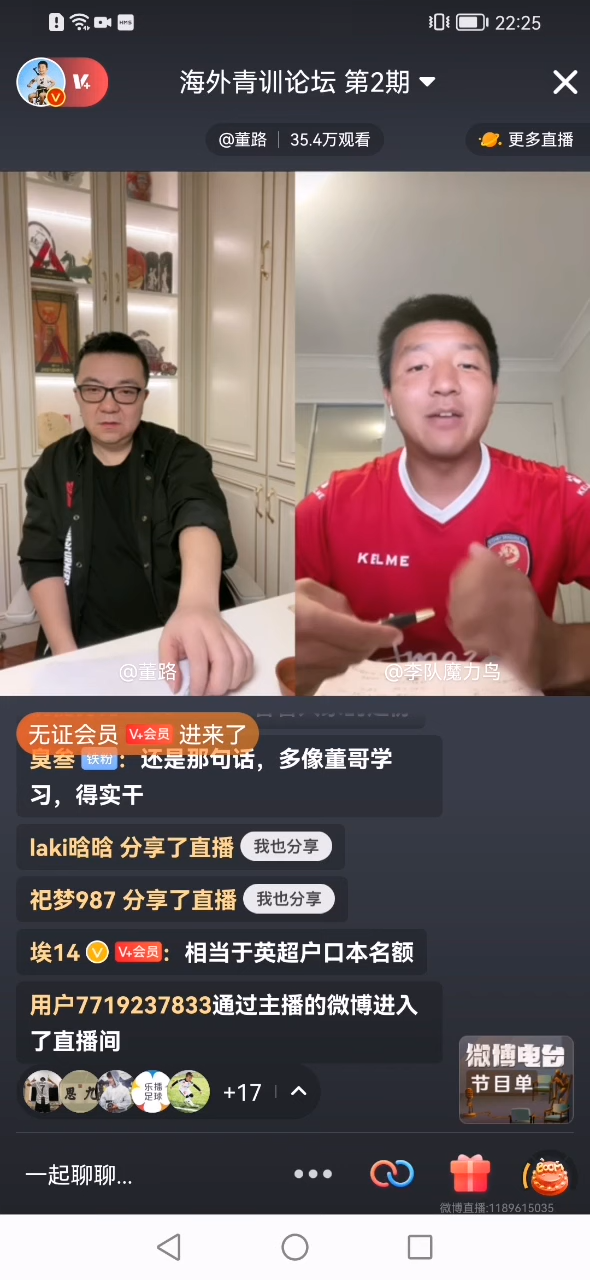 22:25
V+
海外青训论坛 第2期
@董路 | 35.4万观看
更多直播
KELME
@董路
@李队魔力鸟
无证会员 V+会员 进来了
臭叁 铁粉：还是那句话，多像董哥学
习，得实干
laki晗晗 分享了直播 我也分享
祀梦987 分享了直播 我也分享
埃14 V+会员：相当于英超户口本名额
用户7719237833通过主播的微博进入
了直播间
+17
微博电台
节目单
一起聊聊...
微博直播:1189615035